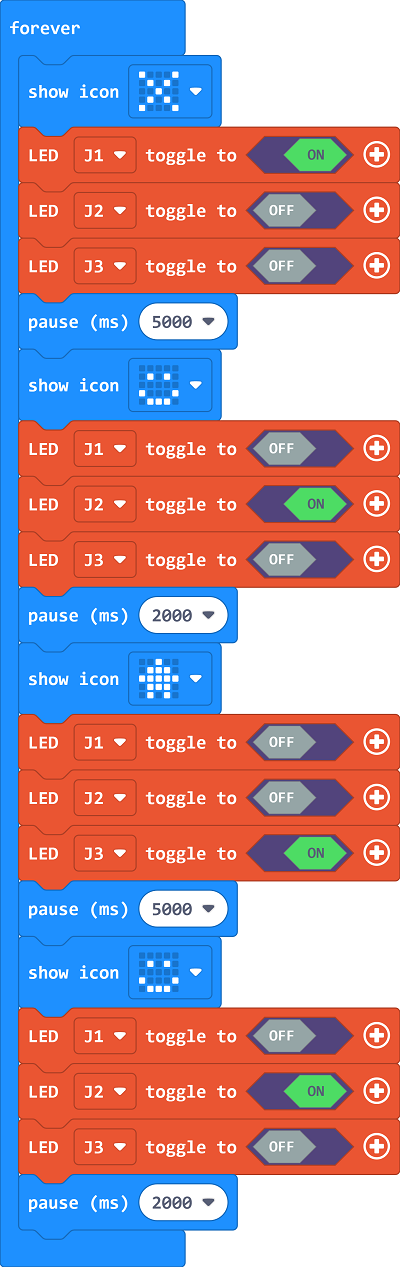 forever
show icon
LED J1 toggle to ON
LED J2 toggle to OFF
LED J3 toggle to OFF
pause (ms) 5000
show icon
LED J1 toggle to OFF
LED J2 toggle to ON
LED J3 toggle to OFF
pause (ms) 2000
show icon
LED J1 toggle to OFF
LED J2 toggle to OFF
LED J3 toggle to ON
pause (ms) 5000
show icon
LED J1 toggle to OFF
LED J2 toggle to ON
LED J3 toggle to OFF
pause (ms) 2000